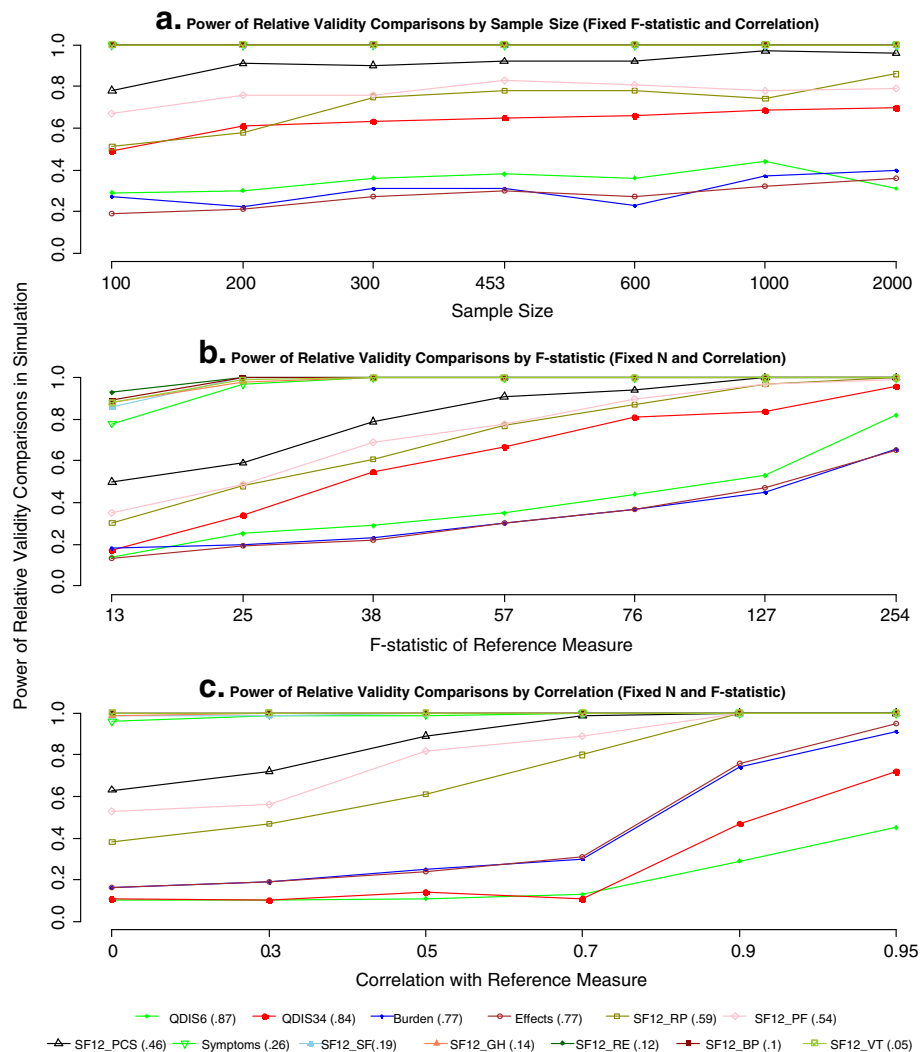 a. Power of Relative Validity Comparisons by Sample Size (Fixed F-statistic and Correlation)
1.0
0.8
0.6
0.4
0.2
0.0
100 200 300 453 600 1000 2000
Sample Size
Power of Relative Validity Comparisons in Simulation
b. Power of Relative Validity Comparisons by F-statistic (Fixed N and Correlation)
1.0
0.8
0.6
0.4
0.2
0.0
13 25 38 57 76 127 254
F-statistic of Reference Measure
c. Power of Relative Validity Comparisons by Correlation (Fixed N and F-statistic)
1.0
0.8
0.6
0.4
0.2
0.0
0 0.3 0.5 0.7 0.9 0.95
Correlation with Reference Measure
QDIS6 (.87) QDIS34 (.84) Burden (.77) Effects (.77) SF12_RP (.59) SF12_PF (.54)
SF12_PCS (.46) Symptoms (.26) SF12_SF(.19) SF12_GH (.14) SF12_RE (.12) SF12_BP (.1) SF12_VT (.05)